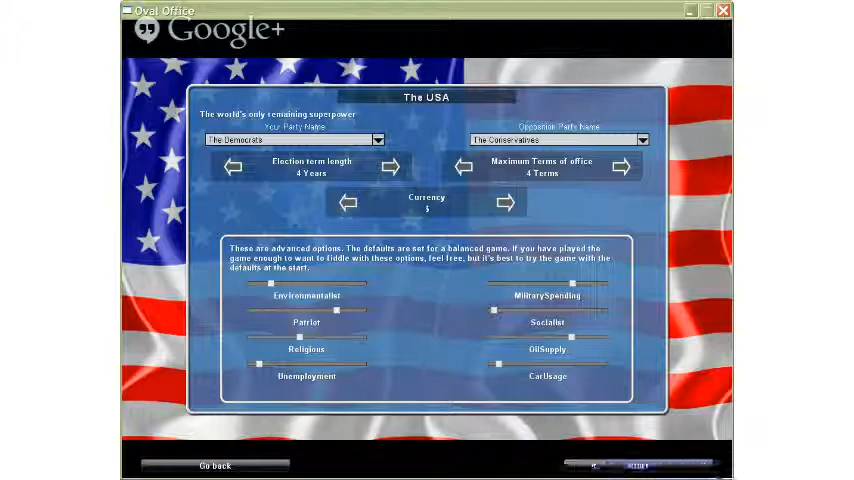 Oval Office
Google+
The USA
The world's only remaining superpower
Your Party Name
Opposition Party Name
The Democrats
The Conservatives
Election term length
4 Years
Maximum Terms of office
4 Terms
Currency
$
These are advanced options. The defaults are set for a balanced game. If you have played the
game enough to want to fiddle with these options, feel free, but it's best to try the game with the
defaults at the start.
Environmentalist
MilitarySpending
Patriot
Socialist
Religious
OilSupply
Unemployment
CarUsage
Go back